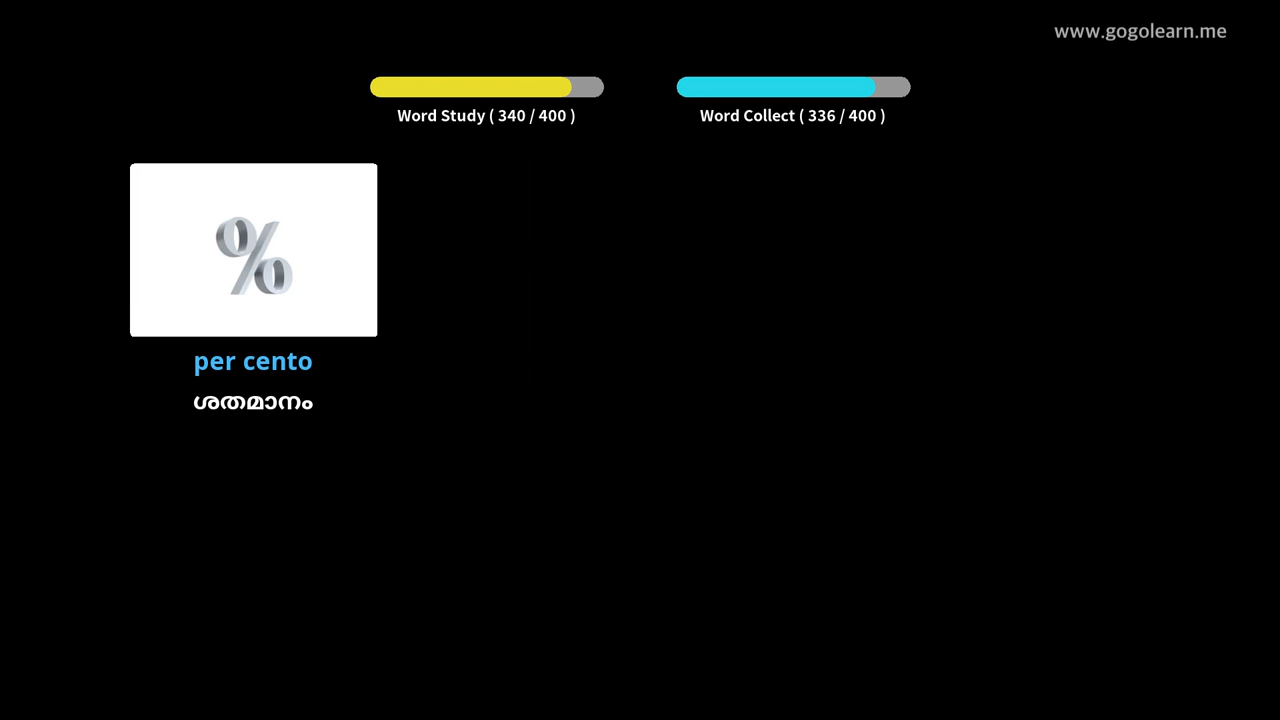 www.gogolearn.me
Word Study ( 340 / 400 )
Word Collect ( 336 / 400 )
%
per cento
ശതമാനം